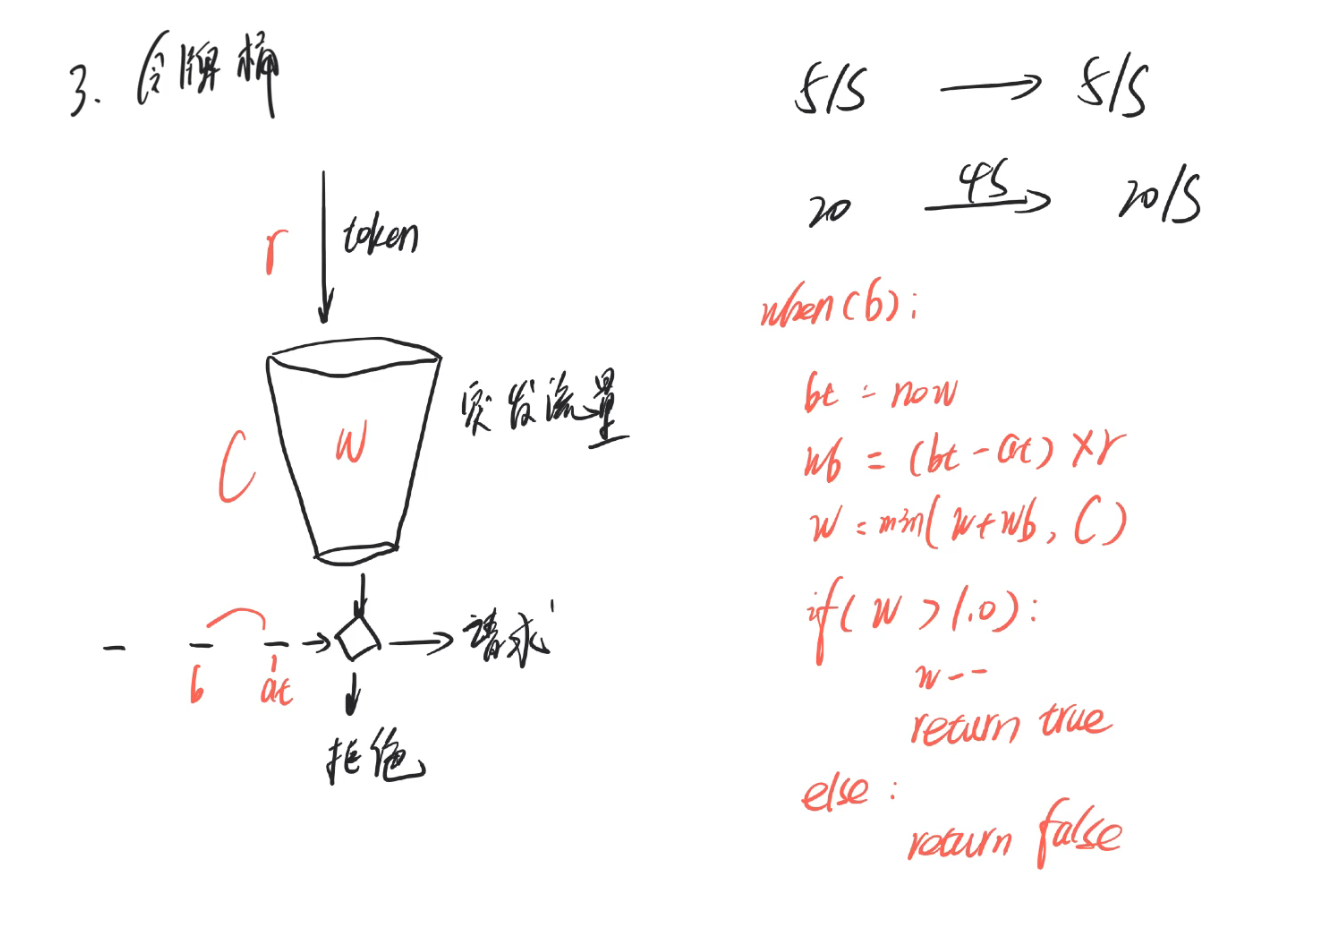 3. 令牌桶
r
token
C
W
突发流量
b
at
请求
拒绝
5/S → 5/S
20 4S → 20/S
when(b):
bt = now
wb = (bt - at) × r
w = min(w + wb, C)
if(w > 1.0):
w--
return true
else:
return false